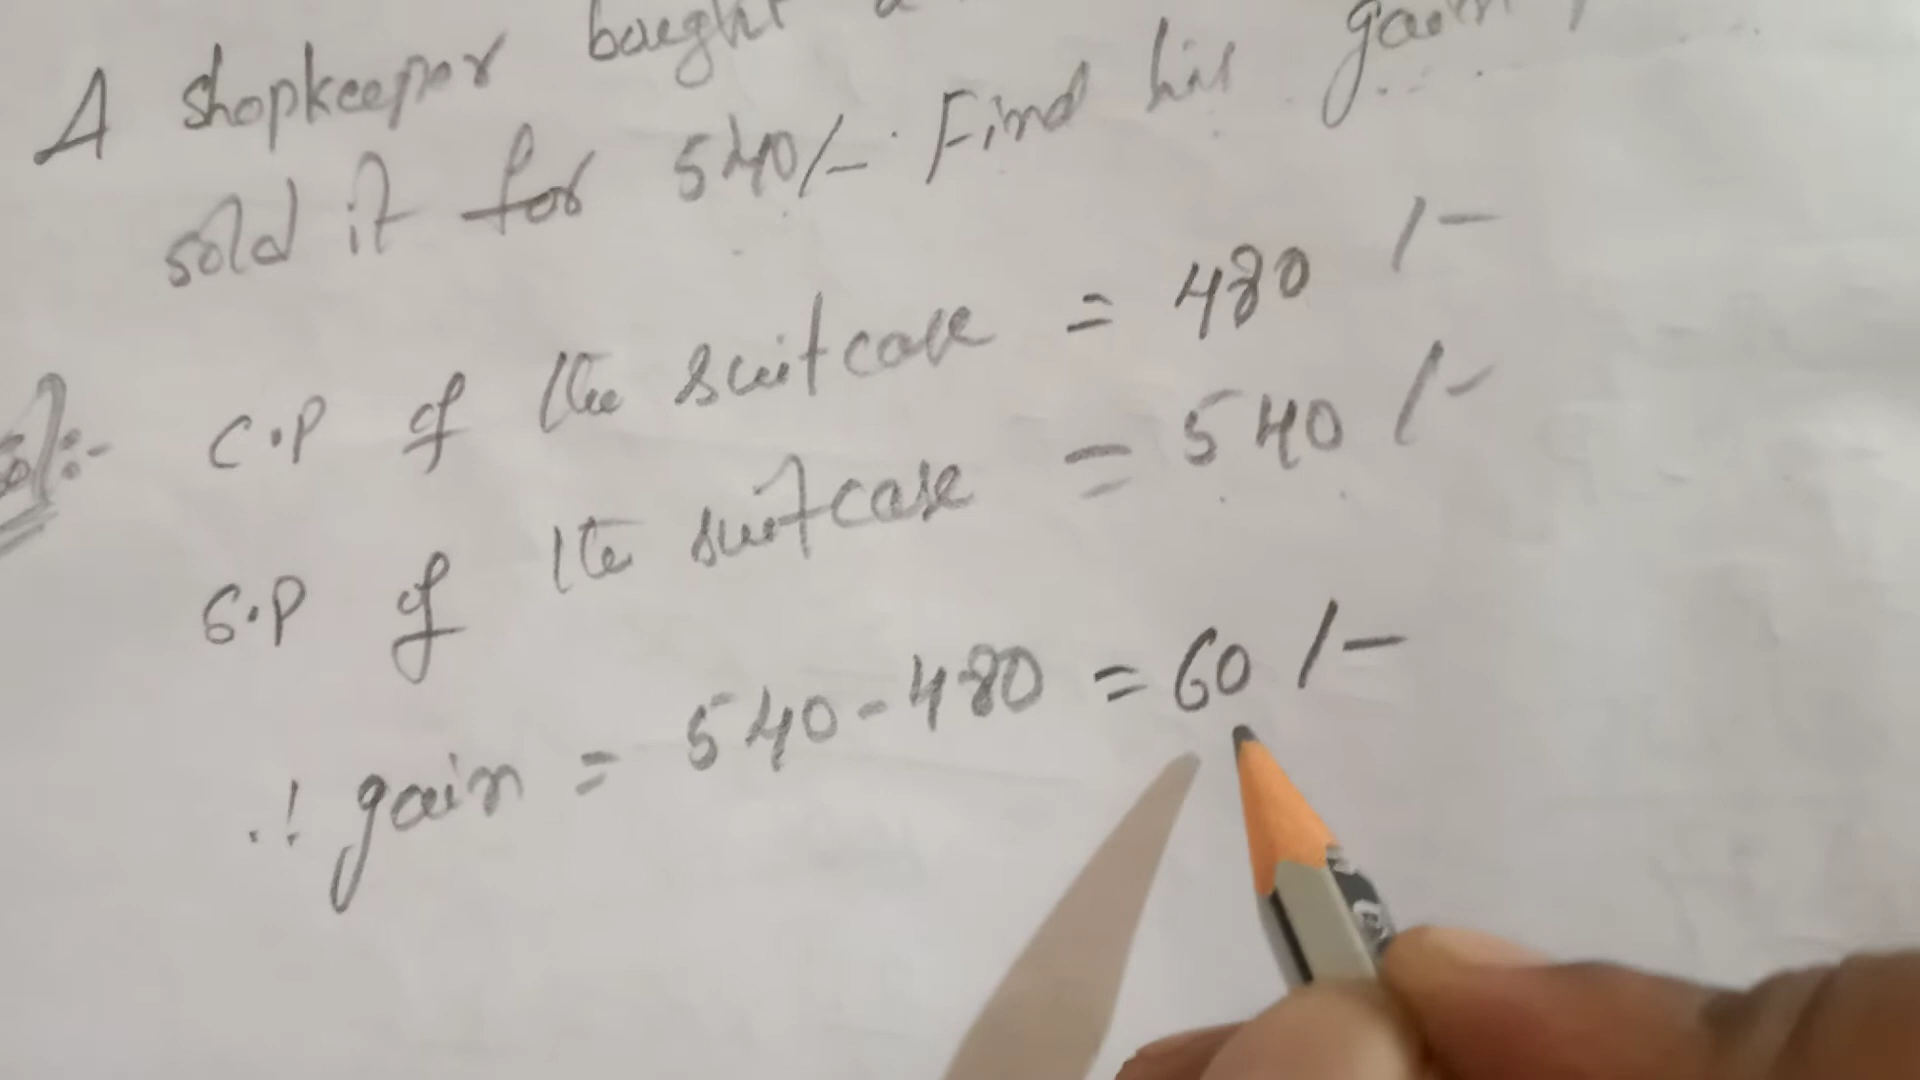 A shopkeeper bought a
sold it for 540/- Find his gain
Sol:- C.P of the suitcase = 480 /-
S.P of the suitcase = 540 /-
∴ gain = 540 - 480 = 60 /-